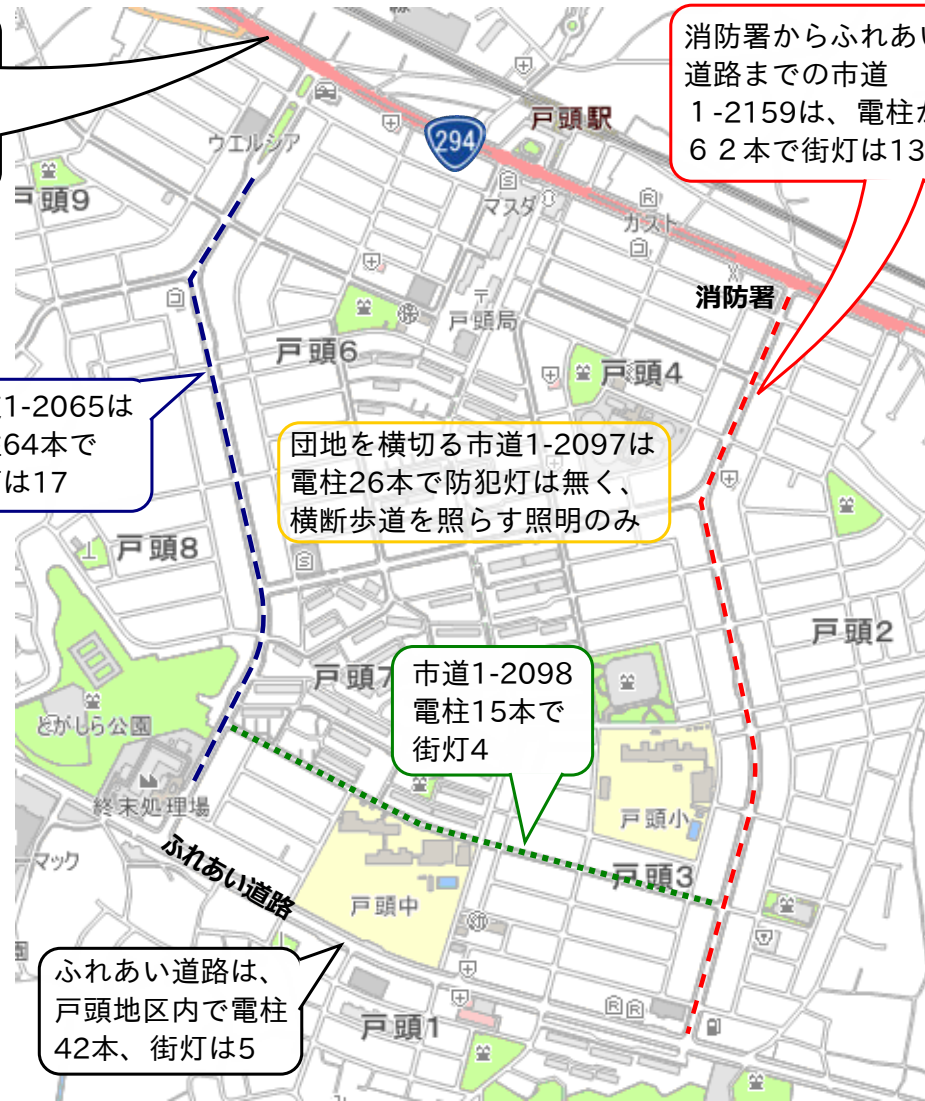 消防署からふれあい
道路までの市道
１-2159は、電柱が
６２本で街灯は13
戸頭駅
294
ウエルシア
戸頭9
マスダ
ガスト
消防署
〒
戸頭局
戸頭6
戸頭4
1-2065は
64本で
は17
団地を横切る市道1-2097は
電柱26本で防犯灯は無く、
横断歩道を照らす照明のみ
戸頭8
戸頭2
戸頭7
市道1-2098
電柱15本で
街灯4
とがしら公園
終末処理場
戸頭小
マック
ふれあい道路
戸頭3
戸頭中
ふれあい道路は、
戸頭地区内で電柱
42本、街灯は5
戸頭1